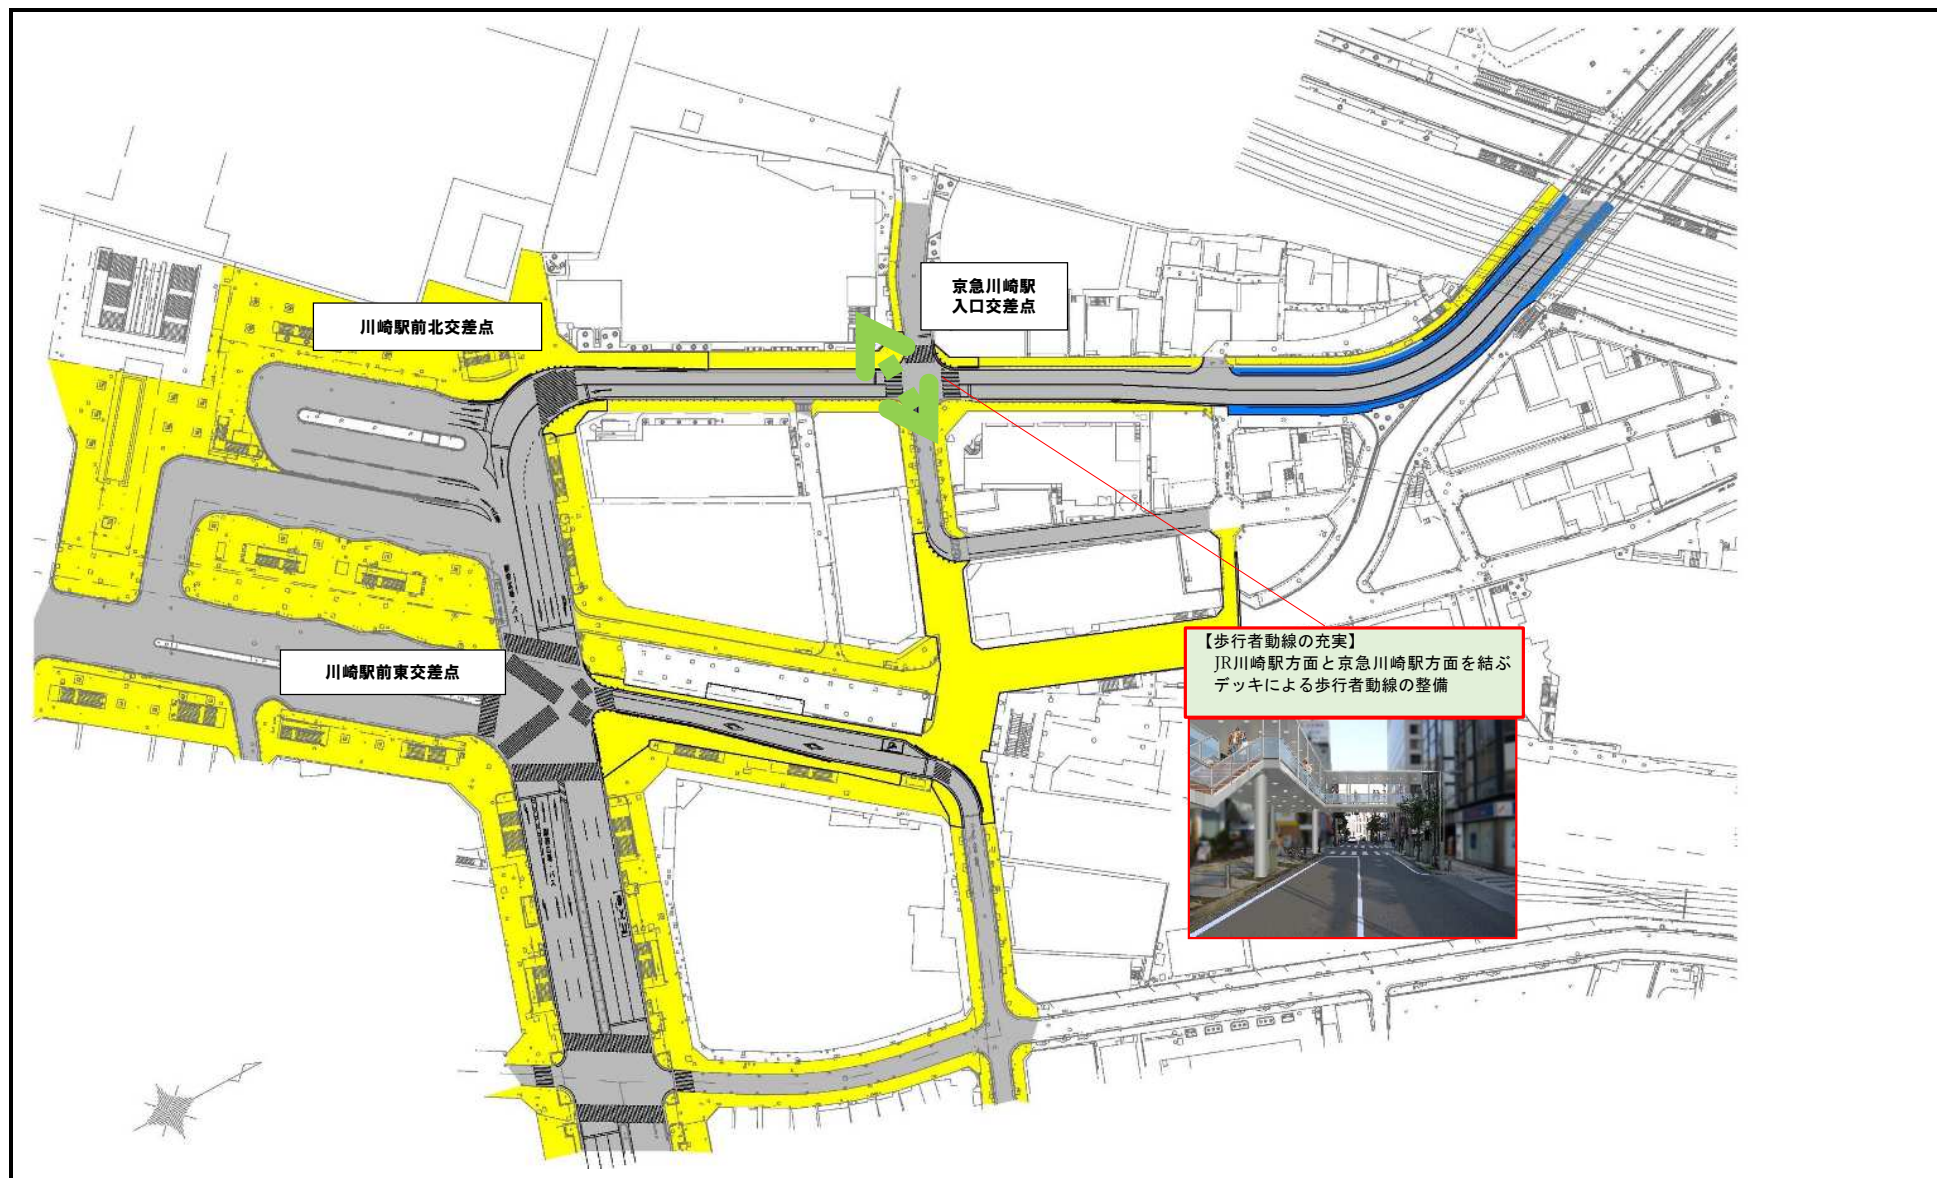 京急川崎駅
入口交差点
川崎駅前北交差点
川崎駅前東交差点
【歩行者動線の充実】
JR川崎駅方面と京急川崎駅方面を結ぶ
デッキによる歩行者動線の整備